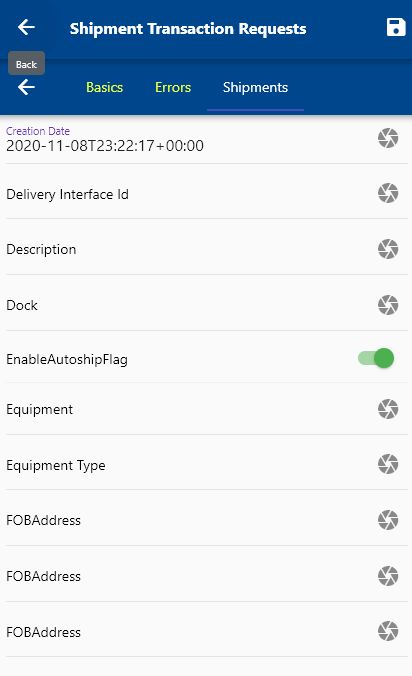 Shipment Transaction Requests
Back
Basics Errors Shipments
Creation Date
2020-11-08T23:22:17+00:00
Delivery Interface Id
Description
Dock
EnableAutoshipFlag
Equipment
Equipment Type
FOBAddress
FOBAddress
FOBAddress